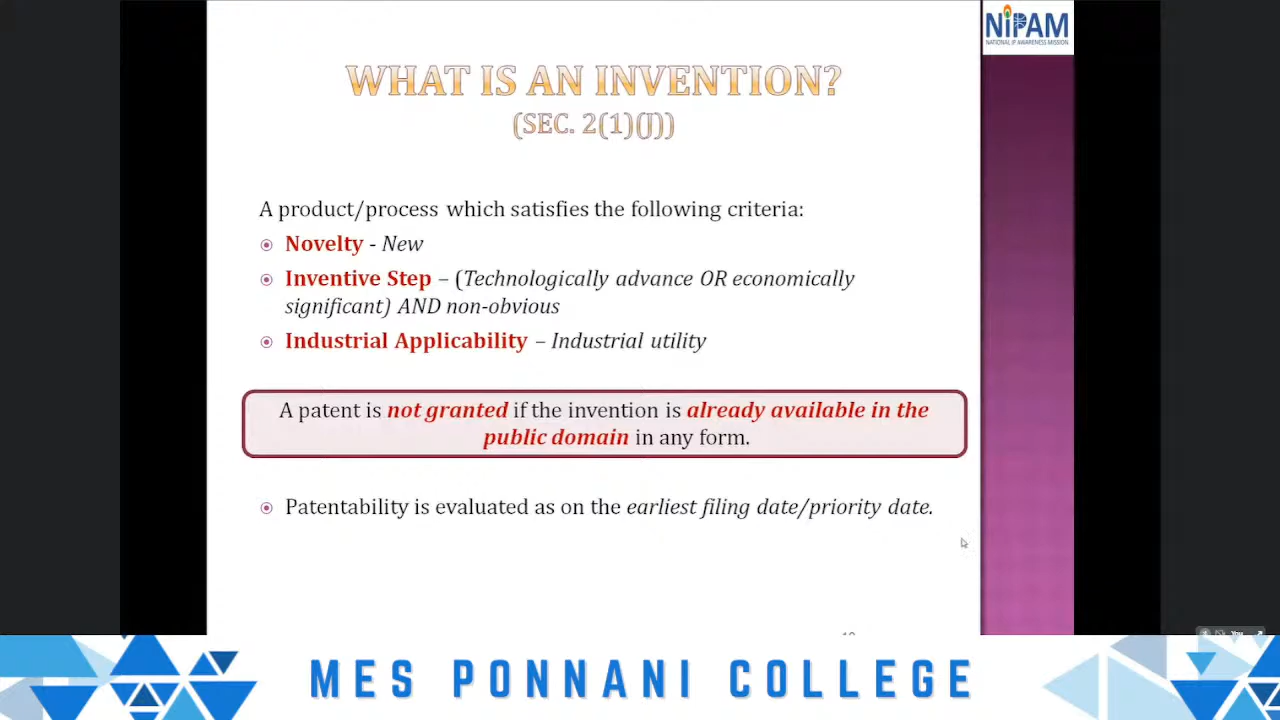 NiPAM
NATIONAL IP AWARENESS MISSION
WHAT IS AN INVENTION?
(SEC. 2(1)(J))
A product/process which satisfies the following criteria:
Novelty - New
Inventive Step – (Technologically advance OR economically
significant) AND non-obvious
Industrial Applicability – Industrial utility
A patent is not granted if the invention is already available in the
public domain in any form.
Patentability is evaluated as on the earliest filing date/priority date.
You
MES PONNANI COLLEGE